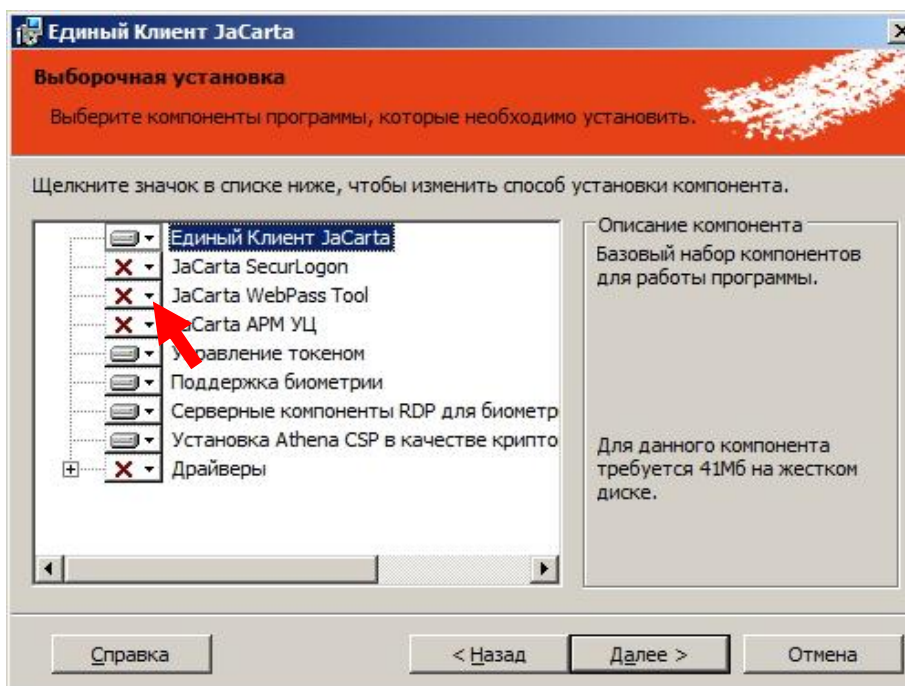 Единый Клиент JaCarta
Выборочная установка
Выберите компоненты программы, которые необходимо установить.
Щелкните значок в списке ниже, чтобы изменить способ установки компонента.
Единый Клиент JaCarta
JaCarta SecurLogon
JaCarta WebPass Tool
JaCarta АРМ УЦ
Управление токеном
Поддержка биометрии
Серверные компоненты RDP для биометр
Установка Athena CSP в качестве крипто
Драйверы
Описание компонента
Базовый набор компонентов
для работы программы.
Для данного компонента
требуется 41Мб на жестком
диске.
Справка
< Назад
Далее >
Отмена